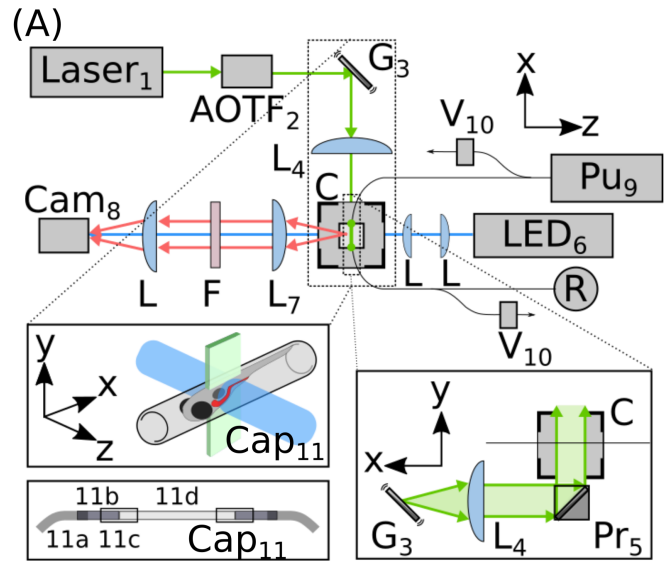 (A)
Laser₁
AOTF₂
G₃
L₄
x
z
V₁₀
Pu₉
Cam₈
C
LED₆
L
F
L₇
L
L
R
V₁₀
y
x
z
Cap₁₁
y
x
C
G₃
L₄
Pr₅
11b 11d
11a 11c
Cap₁₁